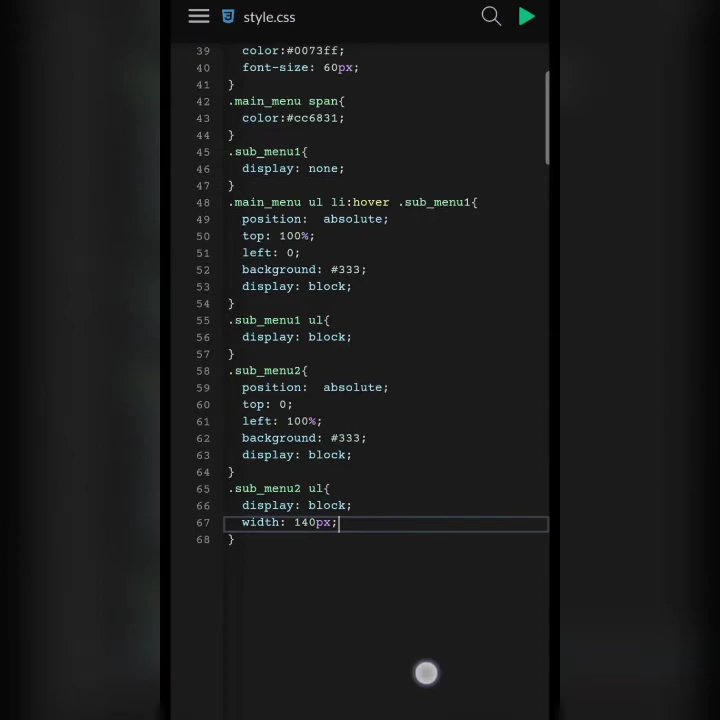 style.css
39 color:#0073ff;
40 font-size: 60px;
41 }
42 .main_menu span{
43 color:#cc6831;
44 }
45 .sub_menu1{
46 display: none;
47 }
48 .main_menu ul li:hover .sub_menu1{
49 position:  absolute;
50 top: 100%;
51 left: 0;
52 background: #333;
53 display: block;
54 }
55 .sub_menu1 ul{
56 display: block;
57 }
58 .sub_menu2{
59 position:  absolute;
60 top: 0;
61 left: 100%;
62 background: #333;
63 display: block;
64 }
65 .sub_menu2 ul{
66 display: block;
67 width: 140px;
68 }